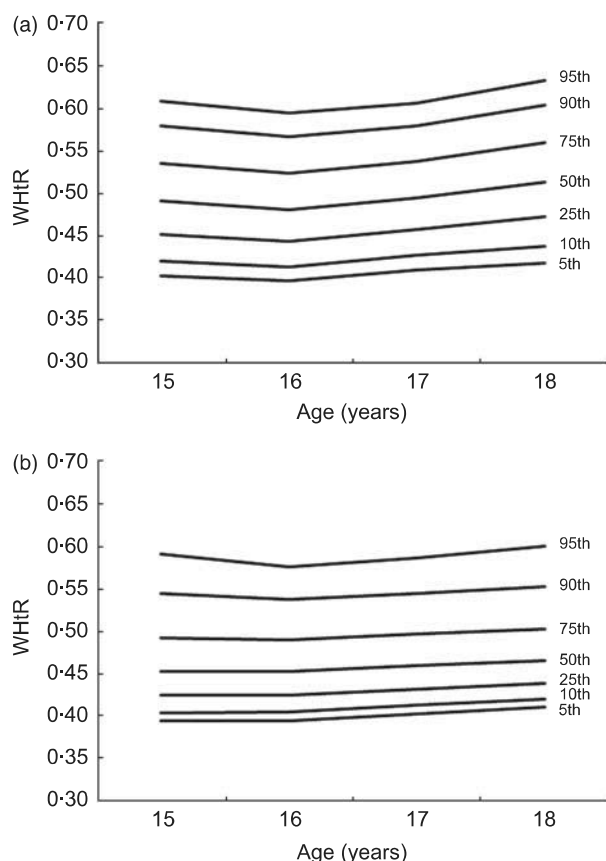 (a)
0·70
0·65
0·60
0·55
0·50
0·45
0·40
0·35
0·30
WHtR
95th
90th
75th
50th
25th
10th
5th
15 16 17 18
Age (years)
(b)
0·70
0·65
0·60
0·55
0·50
0·45
0·40
0·35
0·30
WHtR
95th
90th
75th
50th
25th
10th
5th
15 16 17 18
Age (years)